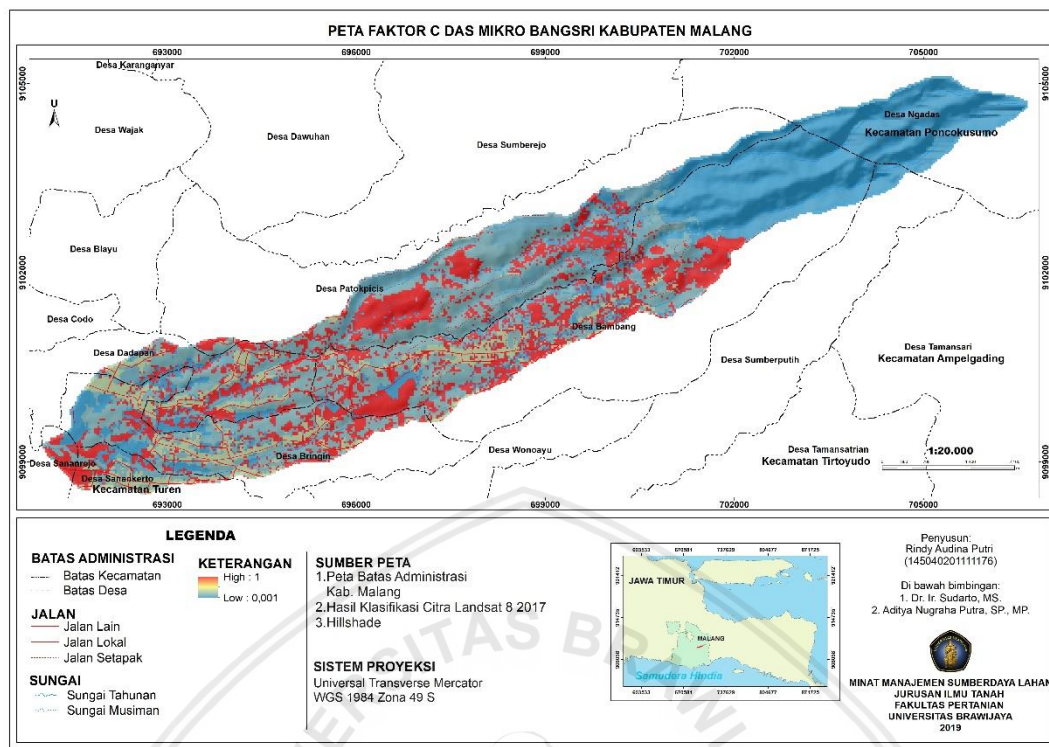 PETA FAKTOR C DAS MIKRO BANGSRI KABUPATEN MALANG
693000 696000 699000 702000 705000
9105000 9105000
Desa Karanganyar
U
Desa Wajak
Desa Dawuhan
Desa Sumberejo
Desa Ngadas
Kecamatan Poncokusumo
Desa Blayu
9102000 9102000
Desa Patokpicis
Desa Codo
Desa Bambang
Desa Dadapan
Desa Sumberputih
Desa Tamansari
Kecamatan Ampelgading
Desa Sananrejo
Desa Bringin
Desa Wonoayu
Desa Tamansatrian
Kecamatan Tirtoyudo
1:20.000
9099000 9099000
Desa Sanankerto
Kecamatan Turen
693000 696000 699000 702000 705000
LEGENDA
BATAS ADMINISTRASI
Batas Kecamatan
Batas Desa
JALAN
Jalan Lain
Jalan Lokal
Jalan Setapak
SUNGAI
Sungai Tahunan
Sungai Musiman
KETERANGAN
High : 1
Low : 0,001
SUMBER PETA
1.Peta Batas Administrasi
Kab. Malang
2.Hasil Klasifikasi Citra Landsat 8 2017
3.Hillshade
SISTEM PROYEKSI
Universal Transverse Mercator
WGS 1984 Zona 49 S
JAWA TIMUR
MALANG
Samudera Hindia
Penyusun:
Rindy Audina Putri
(145040201111176)
Di bawah bimbingan:
1. Dr. Ir. Sudarto, MS.
2. Aditya Nugraha Putra, SP., MP.
MINAT MANAJEMEN SUMBERDAYA LAHAN
JURUSAN ILMU TANAH
FAKULTAS PERTANIAN
UNIVERSITAS BRAWIJAYA
2019